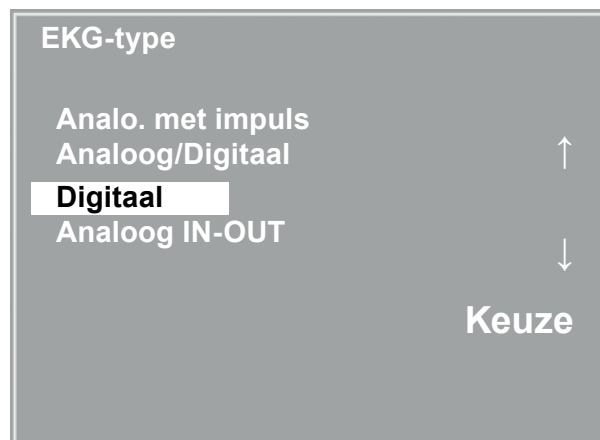 EKG-type
Analo. met impuls
Analoog/Digitaal
↑
Digitaal
Analoog IN-OUT
↓
Keuze